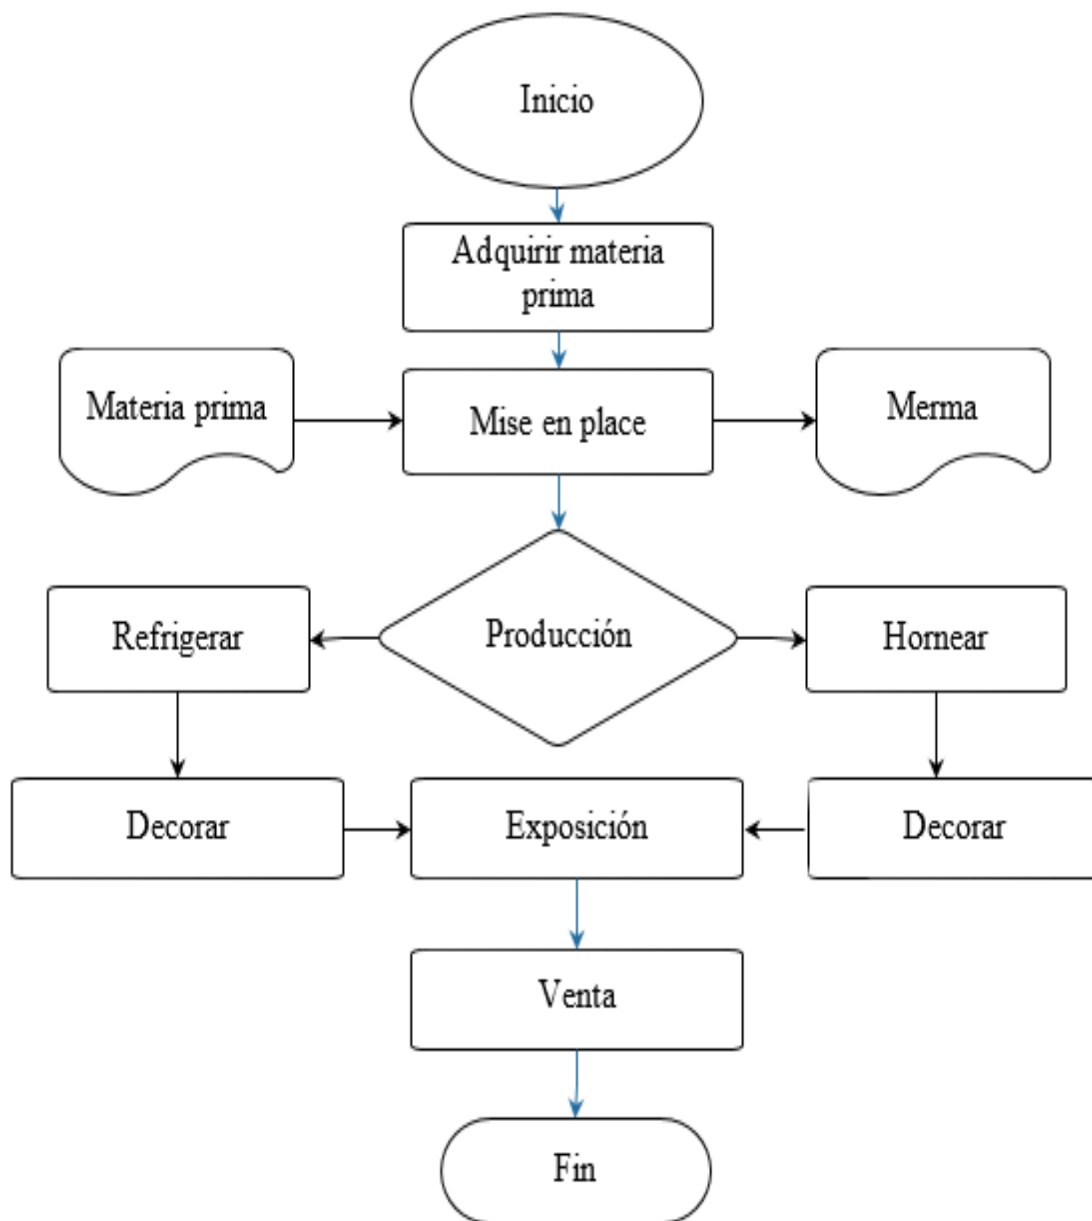 Inicio
Adquirir materia
prima
Materia prima
Mise en place
Merma
Refrigerar
Producción
Hornear
Decorar
Exposición
Decorar
Venta
Fin